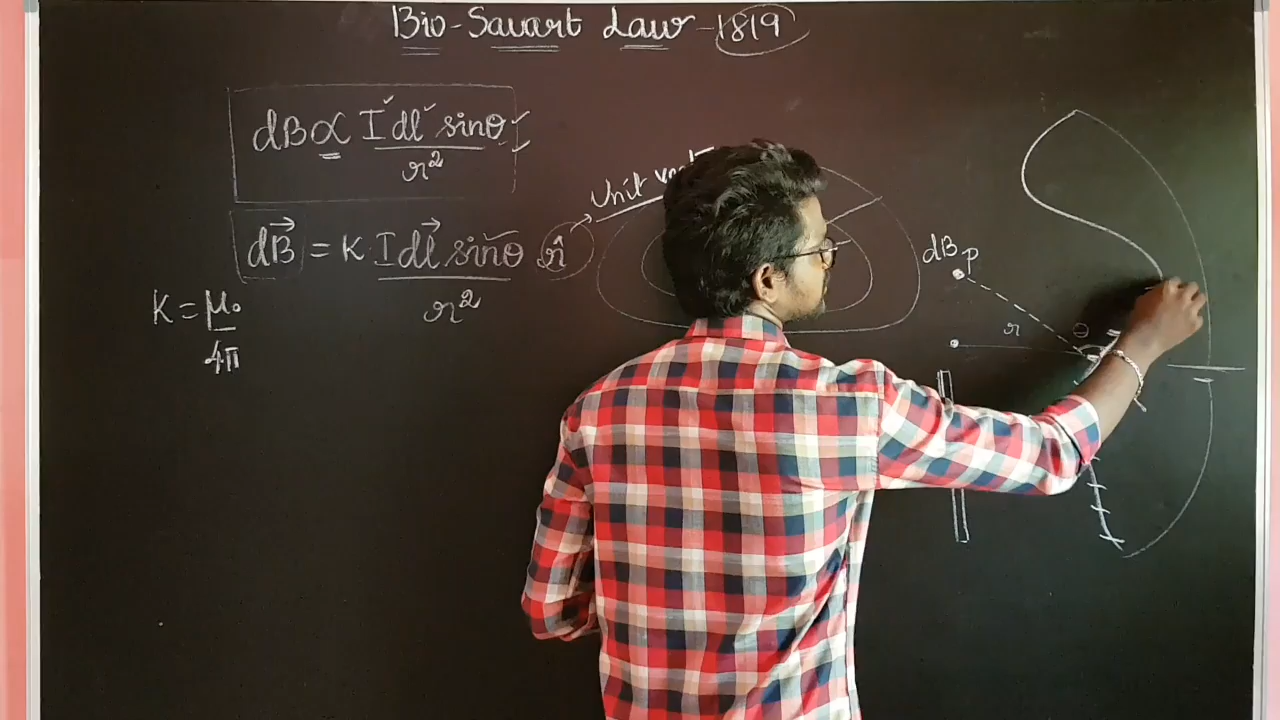 Bio-Savart Law - 1819
dB ∝ I dl sinθ
r²
Unit
dB⃗ = K I dl⃗ sinθ n̂
r²
K = μ₀
4π
dB P
r
θ